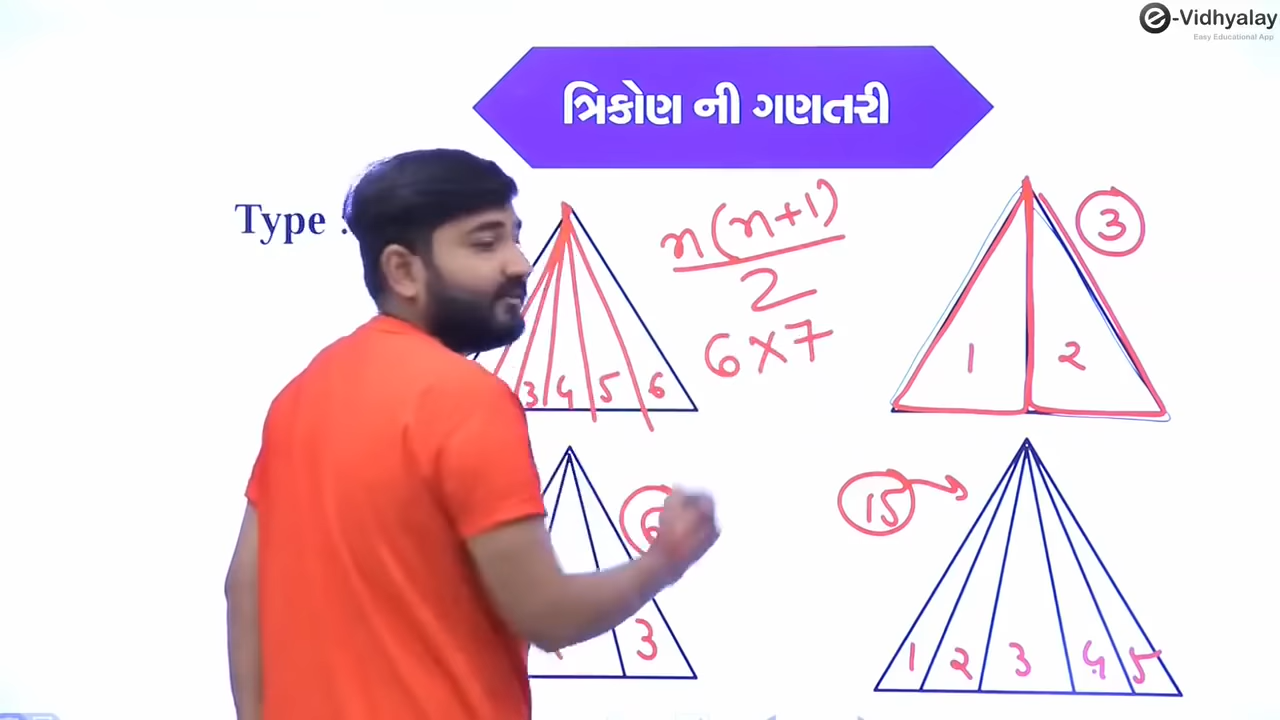 e-Vidhyalay
Easy Educational App
ત્રિકોણ ની ગણતરી
Type :
n(n+1)
2
6×7
3 4 5 6
3
1 2
6
3
15
1 2 3 4 5